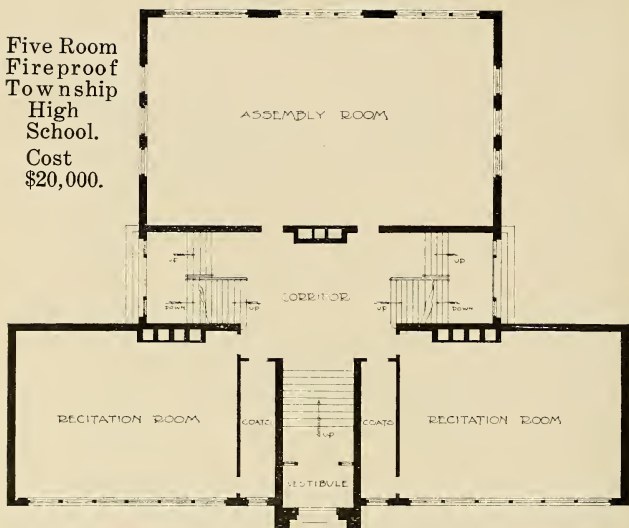 Five Room
Fireproof
Township
High
School.
Cost
$20,000.
ASSEMBLY ROOM
UP
UP
CORRIDOR
DOWN
UP
UP
DOWN
RECITATION ROOM
COATS
COATS
RECITATION ROOM
UP
VESTIBULE